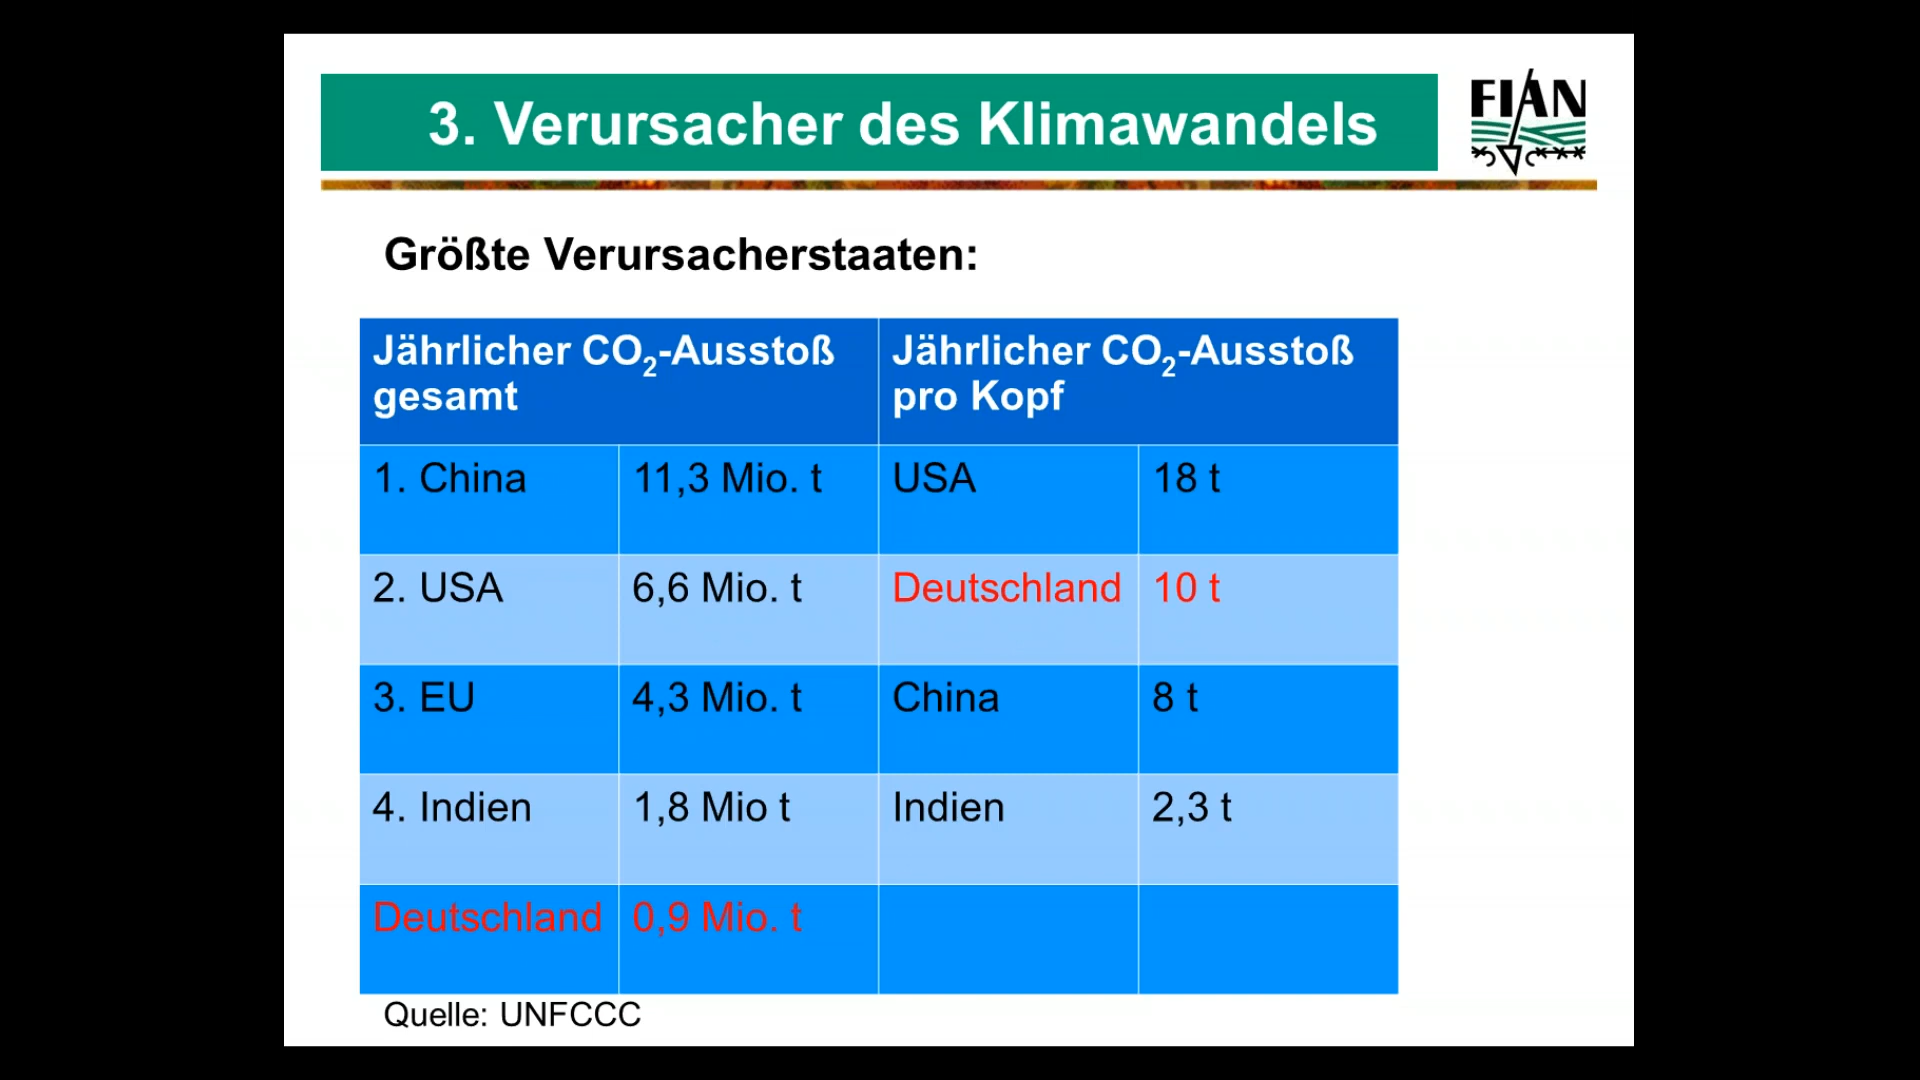 3. Verursacher des Klimawandels
FIAN
Größte Verursacherstaaten:
Jährlicher CO₂-Ausstoß gesamt
Jährlicher CO₂-Ausstoß pro Kopf
1. China 11,3 Mio. t USA 18 t
2. USA 6,6 Mio. t Deutschland 10 t
3. EU 4,3 Mio. t China 8 t
4. Indien 1,8 Mio t Indien 2,3 t
Deutschland 0,9 Mio. t
Quelle: UNFCCC